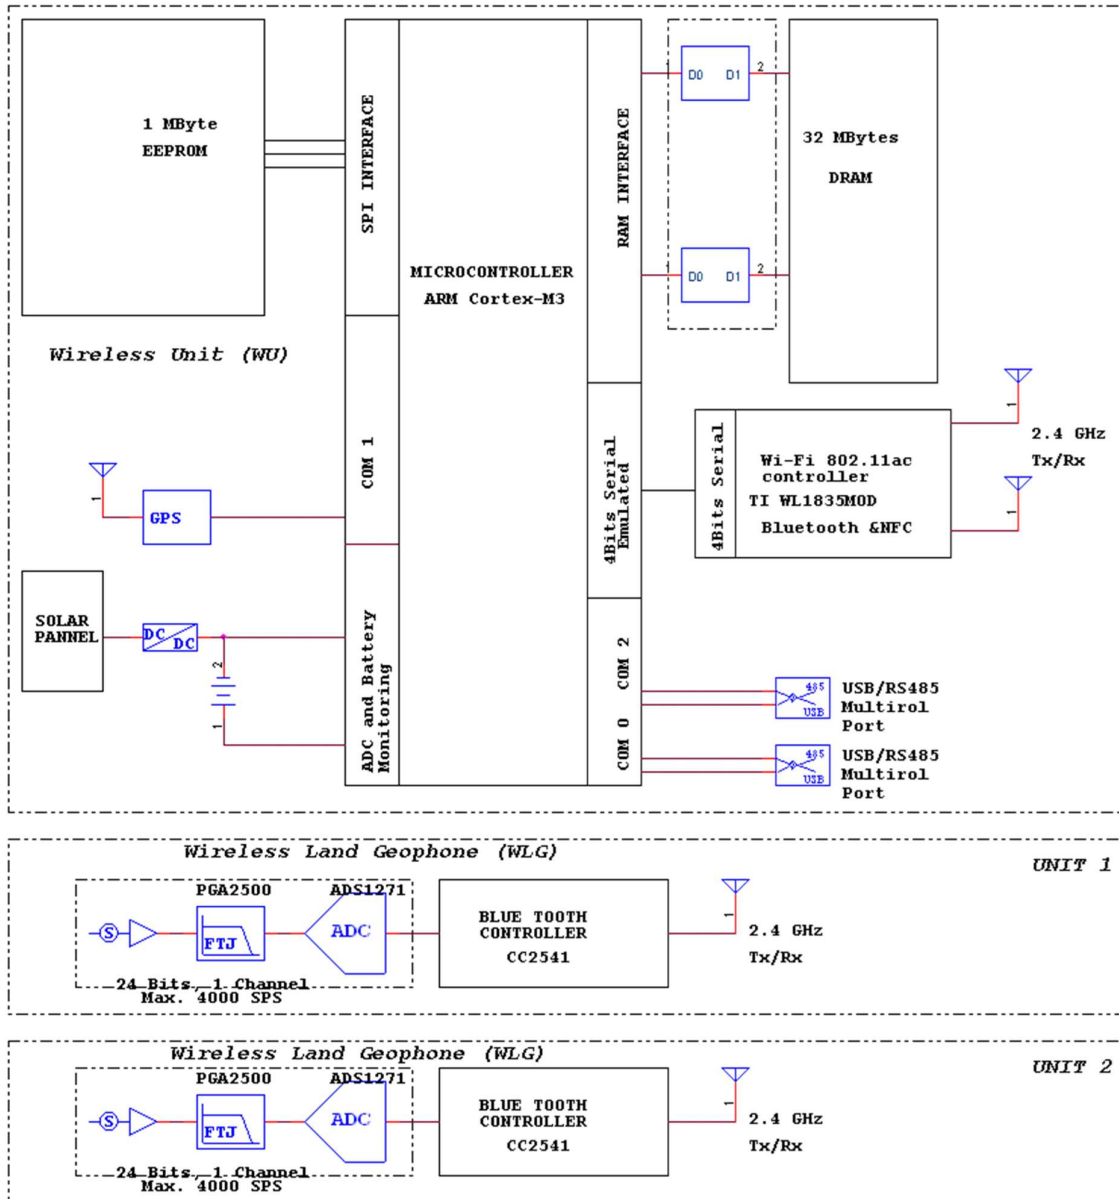 1 MByte
EEPROM
SPI INTERFACE
MICROCONTROLLER
ARM Cortex-M3
RAM INTERFACE
1
D0 D1
2
1
D0 D1
2
32 MBytes
DRAM
Wireless Unit (WU)
COM 1
1
GPS
4Bits Serial
Emulated
4Bits Serial
Wi-Fi 802.11ac
controller
TI WL1835MOD
Bluetooth &NFC
1
2.4 GHz
Tx/Rx
1
SOLAR
PANNEL
DC
DC
2
1
ADC and Battery
Monitoring
COM 2
COM 0
485
USB
USB/RS485
Multirol
Port
485
USB
USB/RS485
Multirol
Port
Wireless Land Geophone (WLG)
UNIT 1
PGA2500
ADS1271
S
FTJ
ADC
24 Bits, 1 Channel
Max. 4000 SPS
BLUE TOOTH
CONTROLLER
CC2541
1
2.4 GHz
Tx/Rx
Wireless Land Geophone (WLG)
UNIT 2
PGA2500
ADS1271
S
FTJ
ADC
24 Bits, 1 Channel
Max. 4000 SPS
BLUE TOOTH
CONTROLLER
CC2541
1
2.4 GHz
Tx/Rx